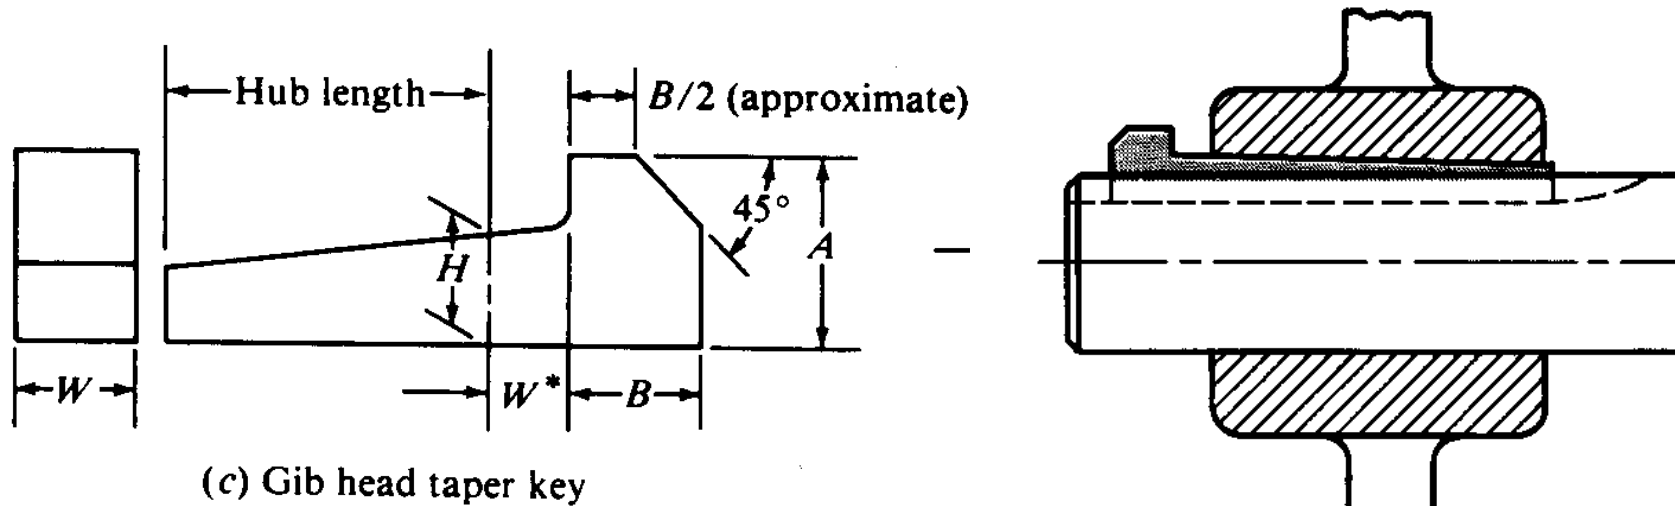 Hub length
B/2 (approximate)
45°
H
A
W
W*
B
(c) Gib head taper key